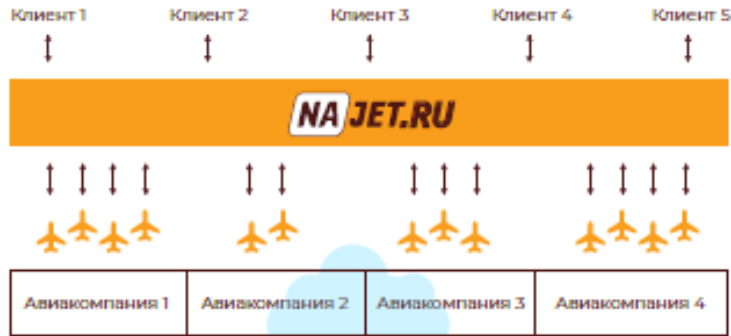 Клиент 1 Клиент 2 Клиент 3 Клиент 4 Клиент 5
NAJET.RU
Авиакомпания 1 Авиакомпания 2 Авиакомпания 3 Авиакомпания 4